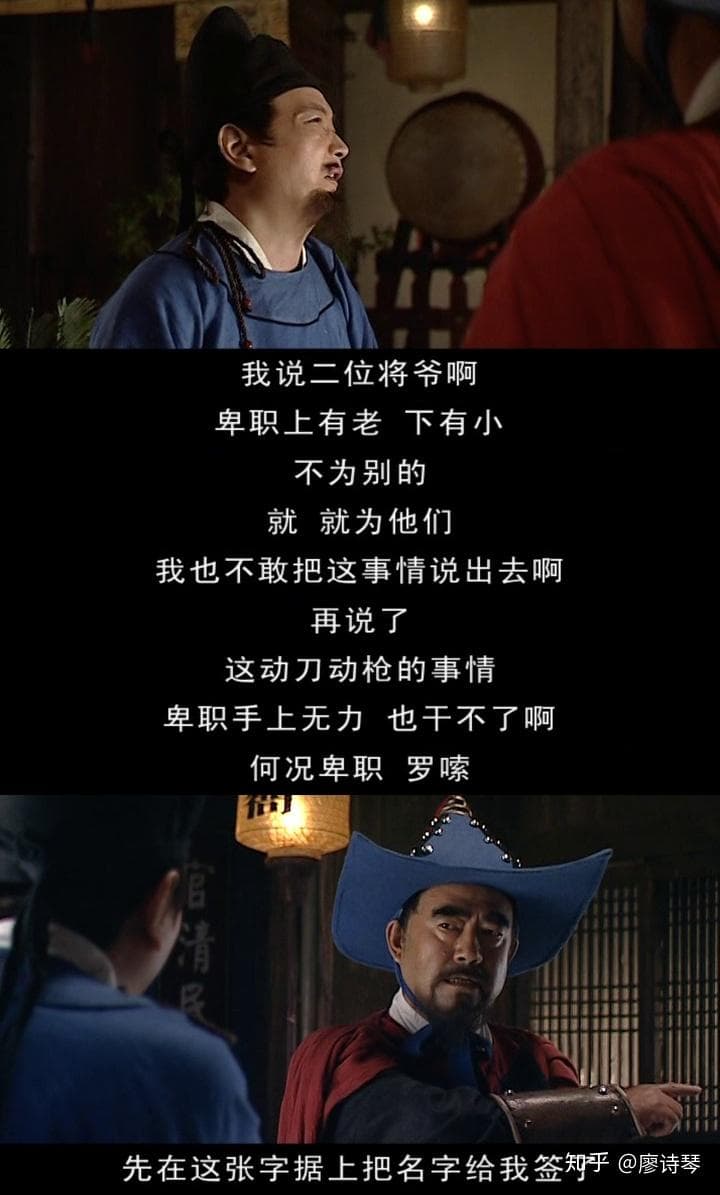 我说二位将爷啊
卑职上有老 下有小
不为别的
就 就为他们
我也不敢把这事情说出去啊
再说了
这动刀动枪的事情
卑职手上无力 也干不了啊
何况卑职 罗嗦
官清民
先在这张字据上把名字给我签了
知乎 @廖诗琴